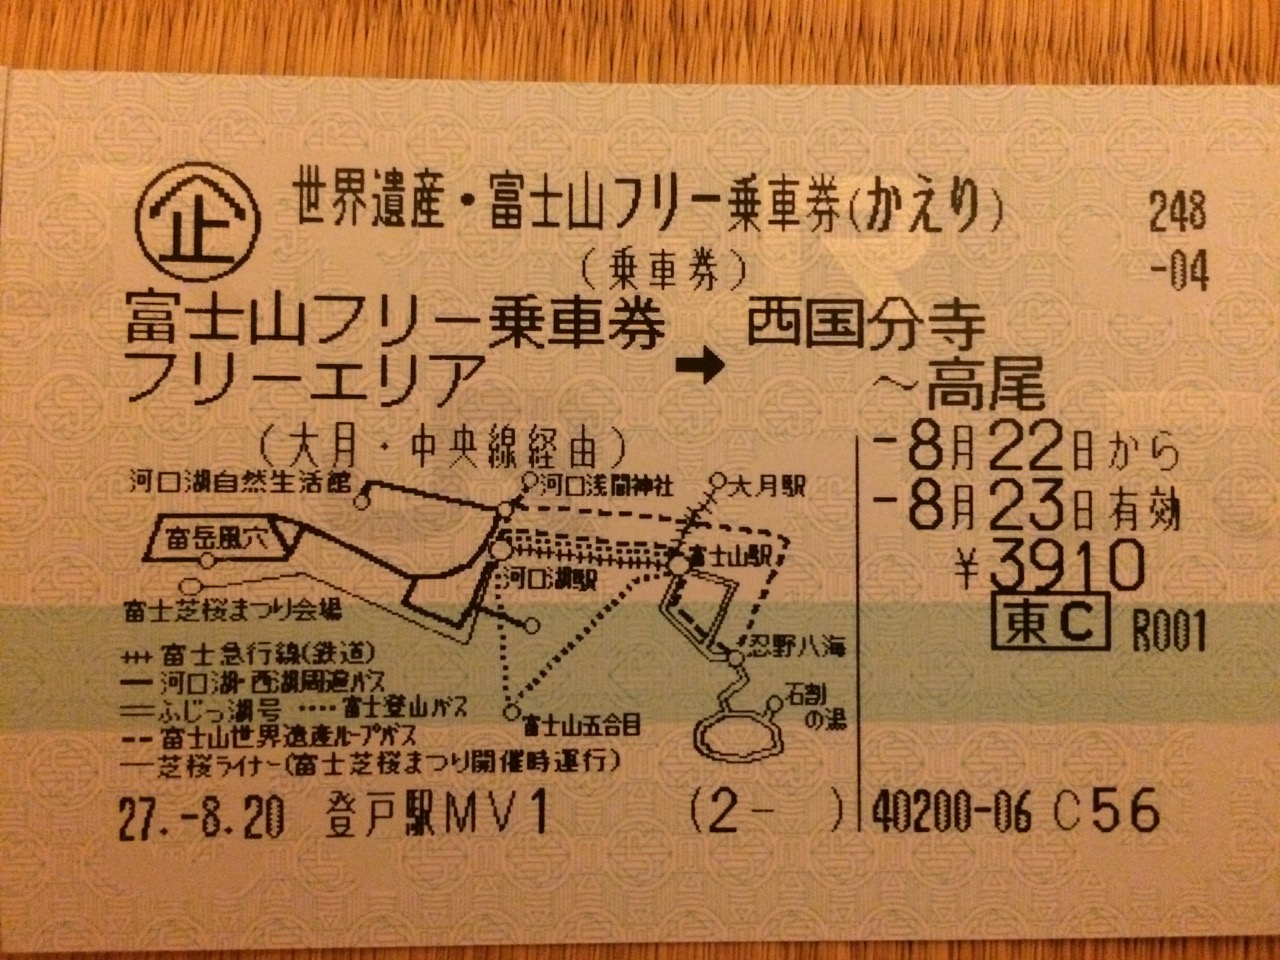 企 世界遺産・富士山フリー乗車券(かえり) 248
(乗車券) -04
富士山フリー乗車券 ➡ 西国分寺
フリーエリア ～高尾
(大月・中央線経由)
-8月22日から
-8月23日有効
￥3910
東C R001
河口湖自然生活館
河口浅間神社
大月駅
富岳風穴
富士山駅
河口湖駅
富士芝桜まつり会場
忍野八海
石割
の湯
富士山五合目
富士急行線(鉄道)
河口湖・西湖周遊バス
ふじっ湖号 富士登山バス
富士山世界遺産ループバス
芝桜ライナー(富士芝桜まつり開催時運行)
27.-8.20 登戸駅MV1 (2- ) 40200-06 C56